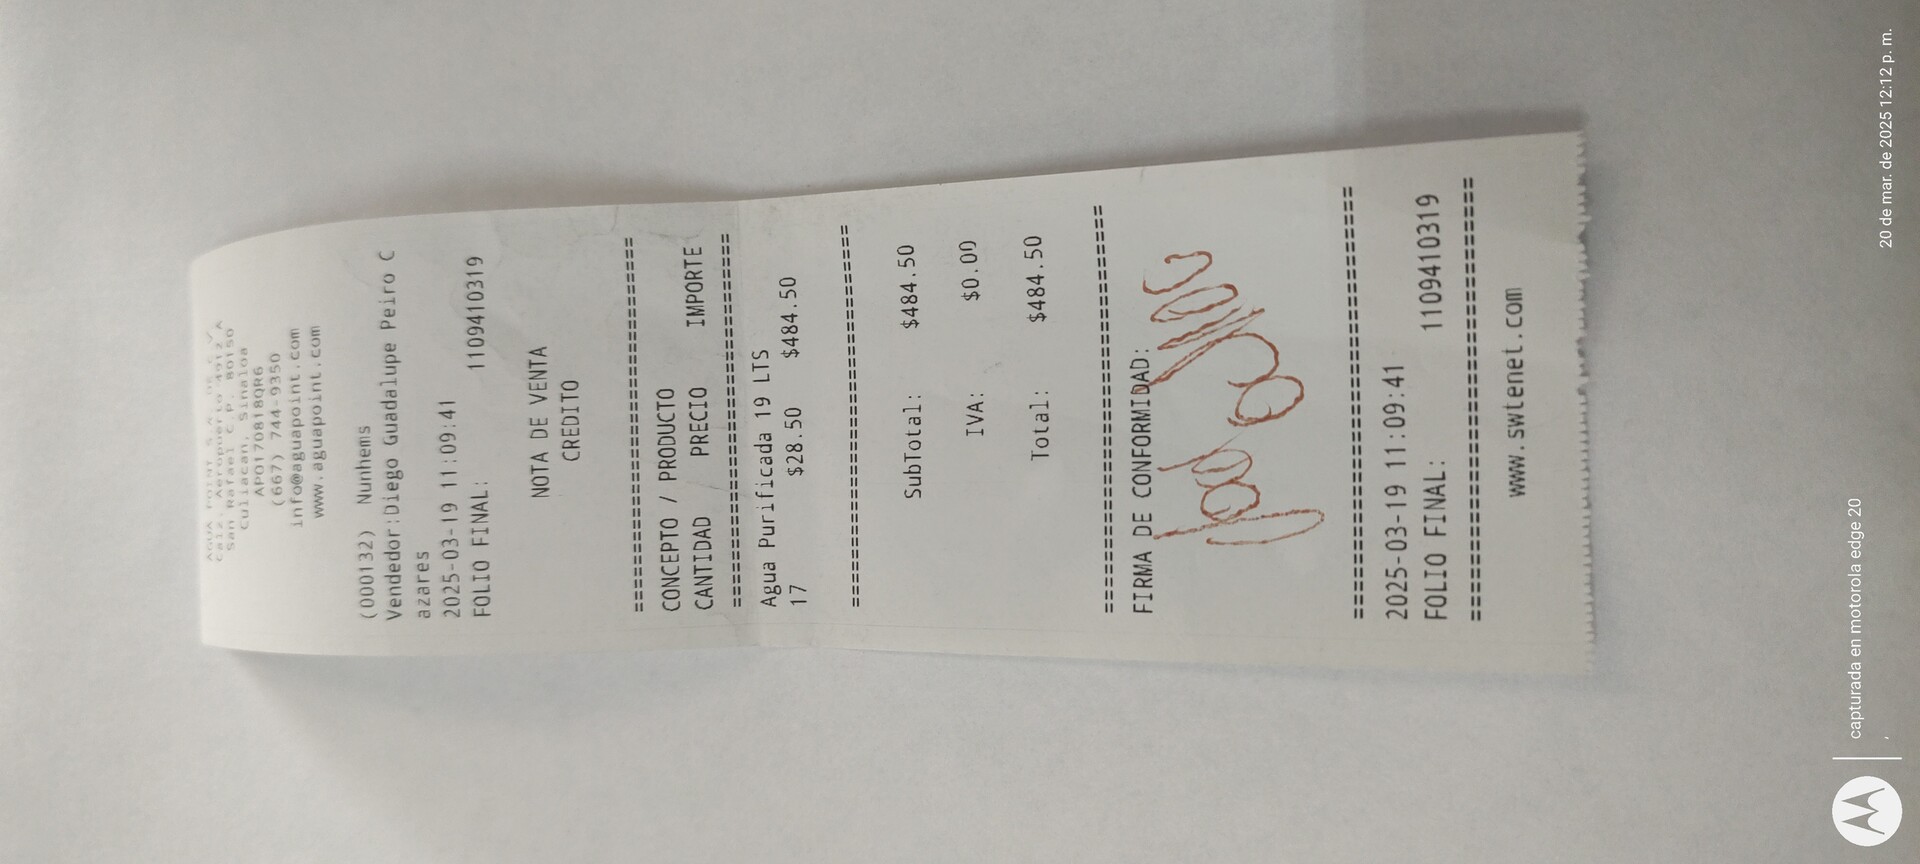 AGUA POINT S.A. DE C.V.
Calz. Aeropuerto 4912 A
San Rafael C.P. 80150
Culiacan, Sinaloa
APO170818QR6
(667) 744-9350
info@aguapoint.com
www.aguapoint.com
(000132) Nunhems
Vendedor:Diego Guadalupe Peiro C
azares
2025-03-19 11:09:41
FOLIO FINAL: 1109410319
NOTA DE VENTA
CREDITO
================================
CONCEPTO / PRODUCTO
CANTIDAD PRECIO IMPORTE
================================
Agua Purificada 19 LTS
17 $28.50 $484.50
================================
SubTotal: $484.50
IVA: $0.00
Total: $484.50
================================
FIRMA DE CONFORMIDAD:
================================
2025-03-19 11:09:41
FOLIO FINAL: 1109410319
================================
www.swtenet.com
capturada en motorola edge 20
20 de mar. de 2025 12:12 p. m.